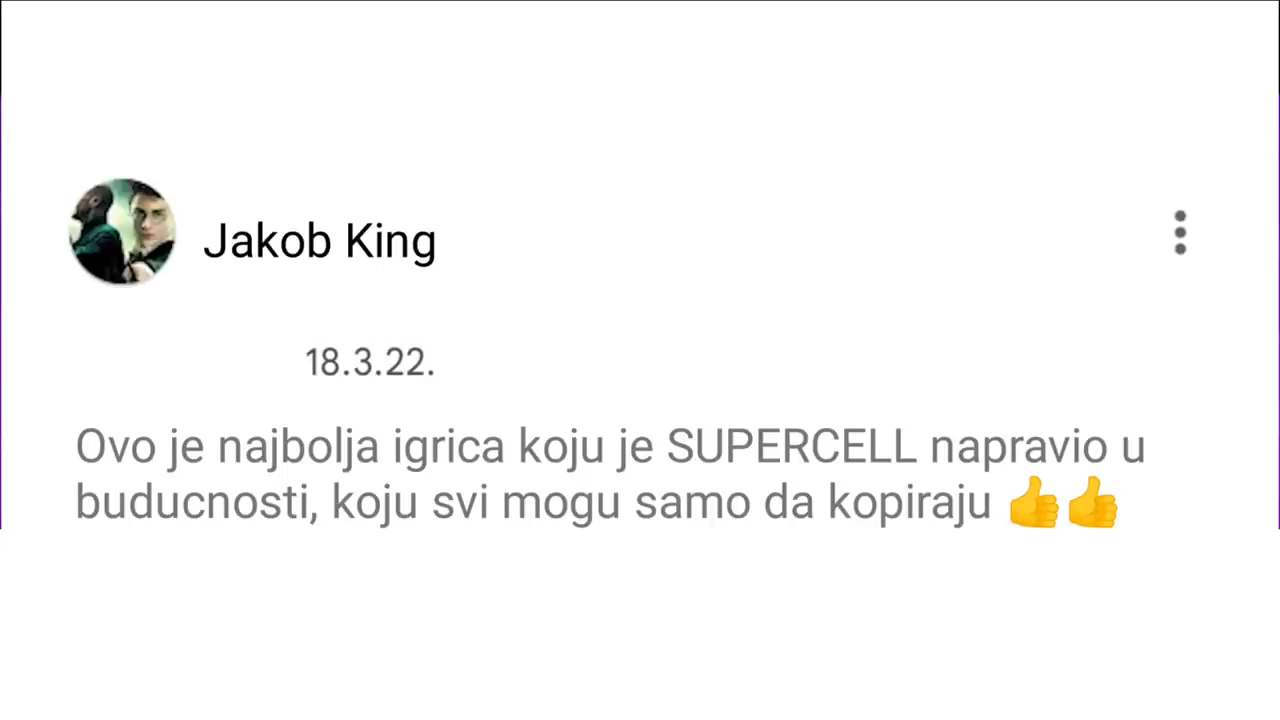 Jakob King
18.3.22.
Ovo je najbolja igrica koju je SUPERCELL napravio u
buducnosti, koju svi mogu samo da kopiraju 👍👍